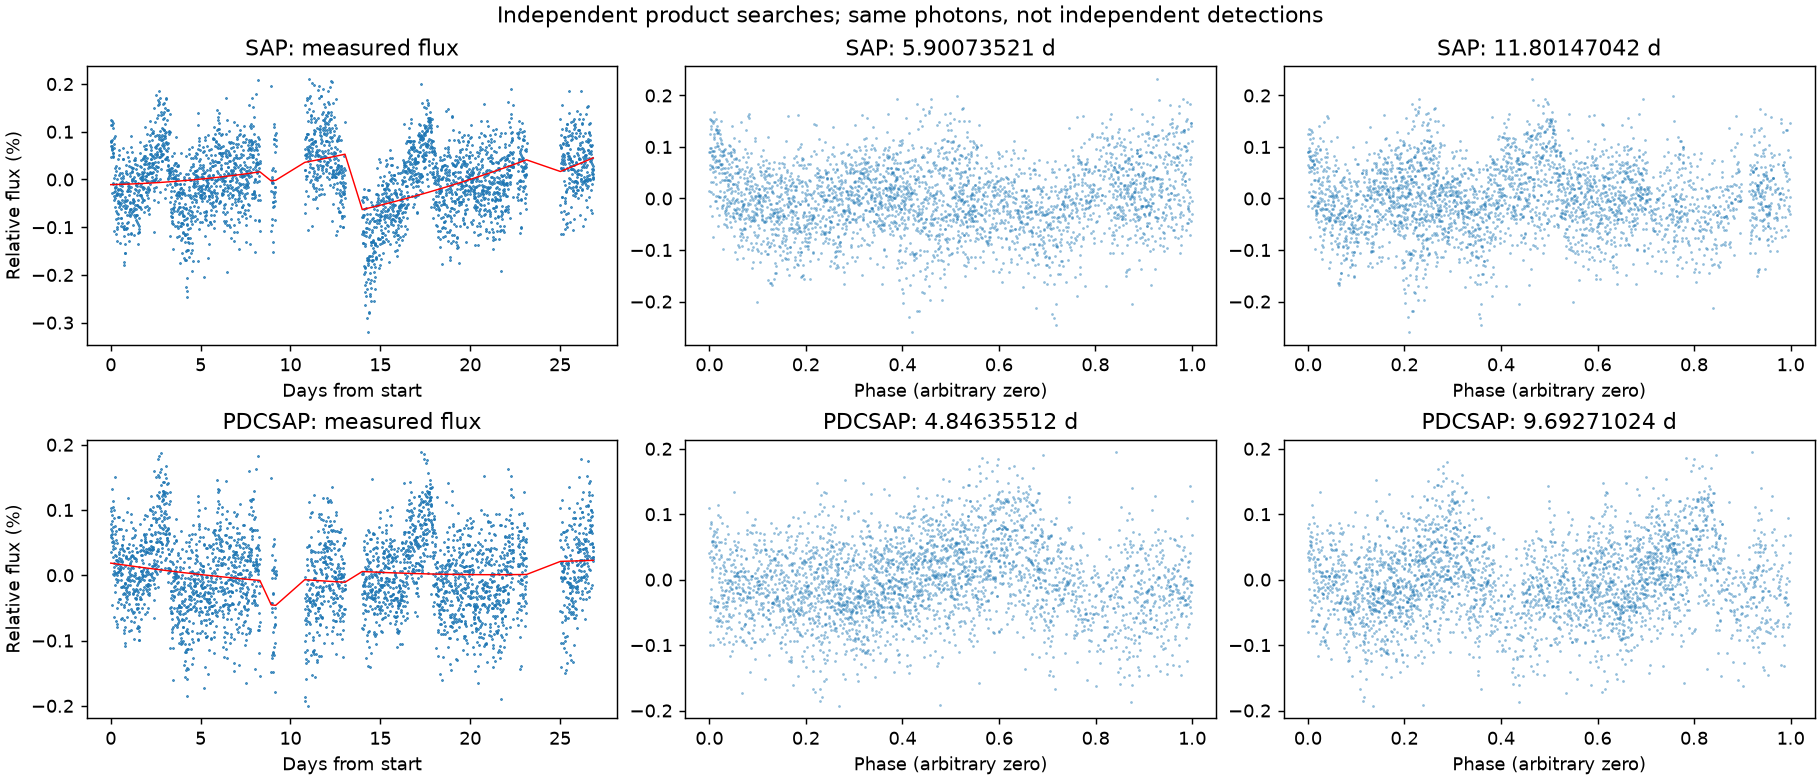 Independent product searches; same photons, not independent detections
SAP: measured flux
SAP: 5.90073521 d
SAP: 11.80147042 d
Relative flux (%)
0.2
0.1
0.0
−0.1
−0.2
−0.3
0.2
0.1
0.0
−0.1
−0.2
0.2
0.1
0.0
−0.1
−0.2
0 5 10 15 20 25
0.0 0.2 0.4 0.6 0.8 1.0
0.0 0.2 0.4 0.6 0.8 1.0
Days from start
Phase (arbitrary zero)
Phase (arbitrary zero)
PDCSAP: measured flux
PDCSAP: 4.84635512 d
PDCSAP: 9.69271024 d
Relative flux (%)
0.2
0.1
0.0
−0.1
−0.2
0.2
0.1
0.0
−0.1
−0.2
0.2
0.1
0.0
−0.1
−0.2
0 5 10 15 20 25
0.0 0.2 0.4 0.6 0.8 1.0
0.0 0.2 0.4 0.6 0.8 1.0
Days from start
Phase (arbitrary zero)
Phase (arbitrary zero)